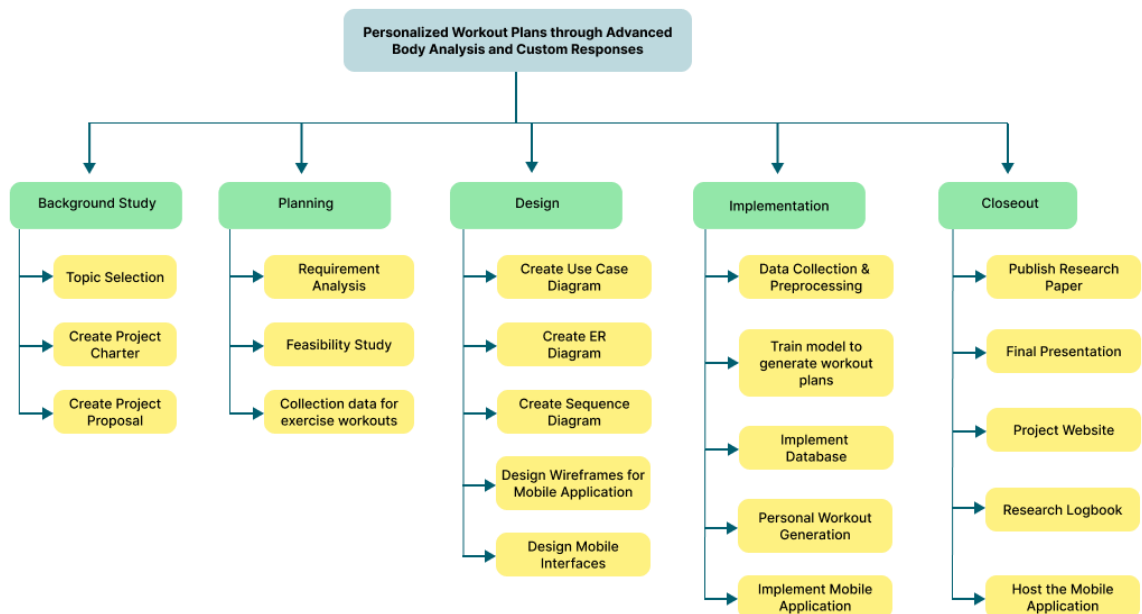 Personalized Workout Plans through Advanced
Body Analysis and Custom Responses
Background Study
Topic Selection
Create Project
Charter
Create Project
Proposal
Planning
Requirement
Analysis
Feasibility Study
Collection data for
exercise workouts
Design
Create Use Case
Diagram
Create ER
Diagram
Create Sequence
Diagram
Design Wireframes for
Mobile Application
Design Mobile
Interfaces
Implementation
Data Collection &
Preprocessing
Train model to
generate workout
plans
Implement
Database
Personal Workout
Generation
Implement Mobile
Application
Closeout
Publish Research
Paper
Final Presentation
Project Website
Research Logbook
Host the Mobile
Application